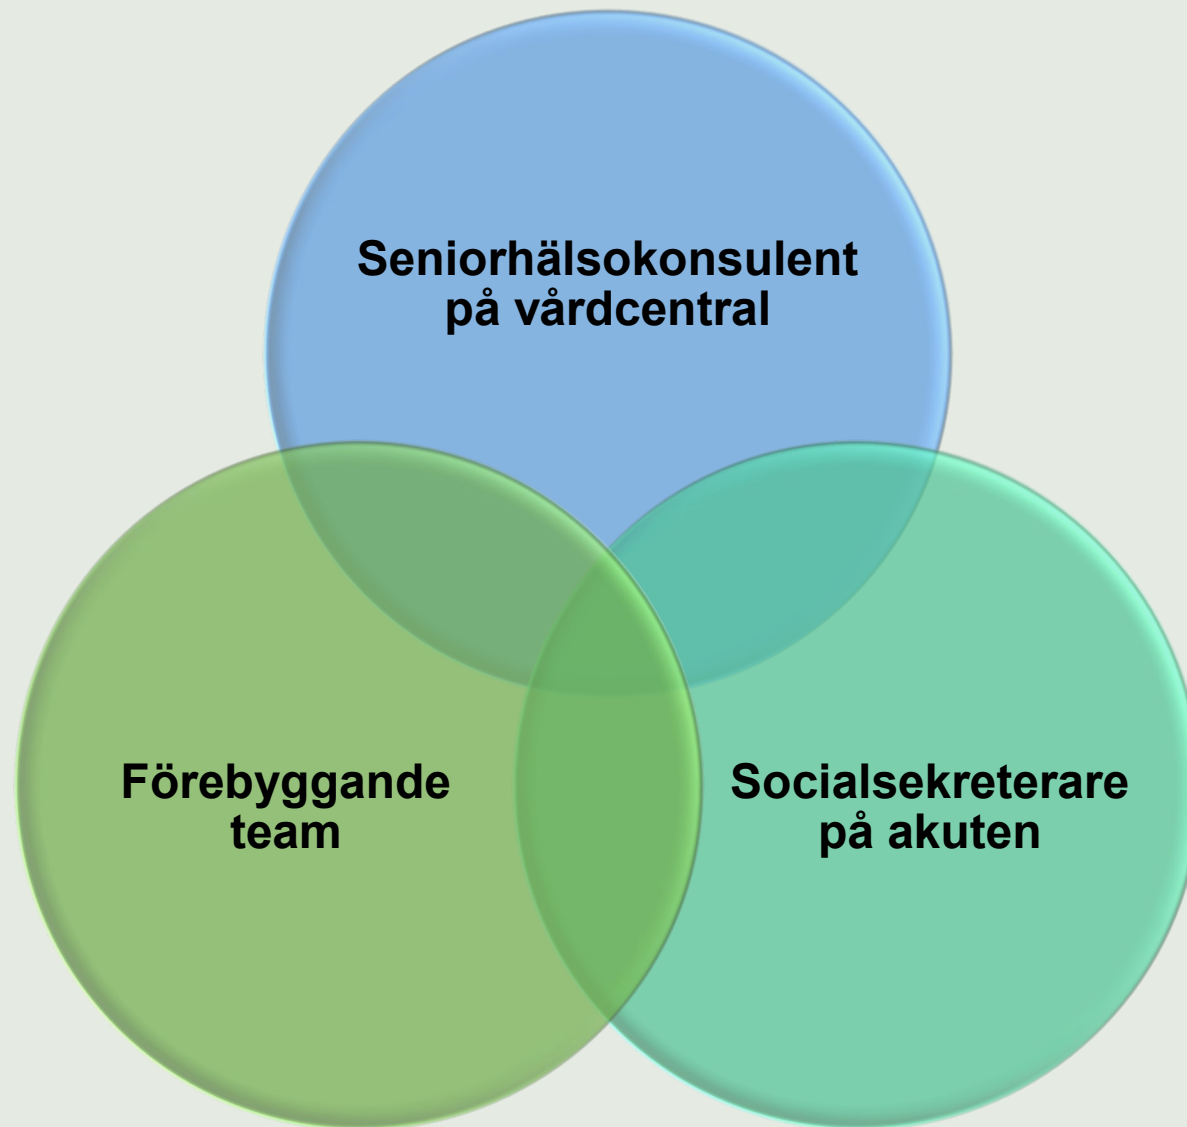 Seniorhälsokonsulent
på vårdcentral
Förebyggande
team
Socialsekreterare
på akuten